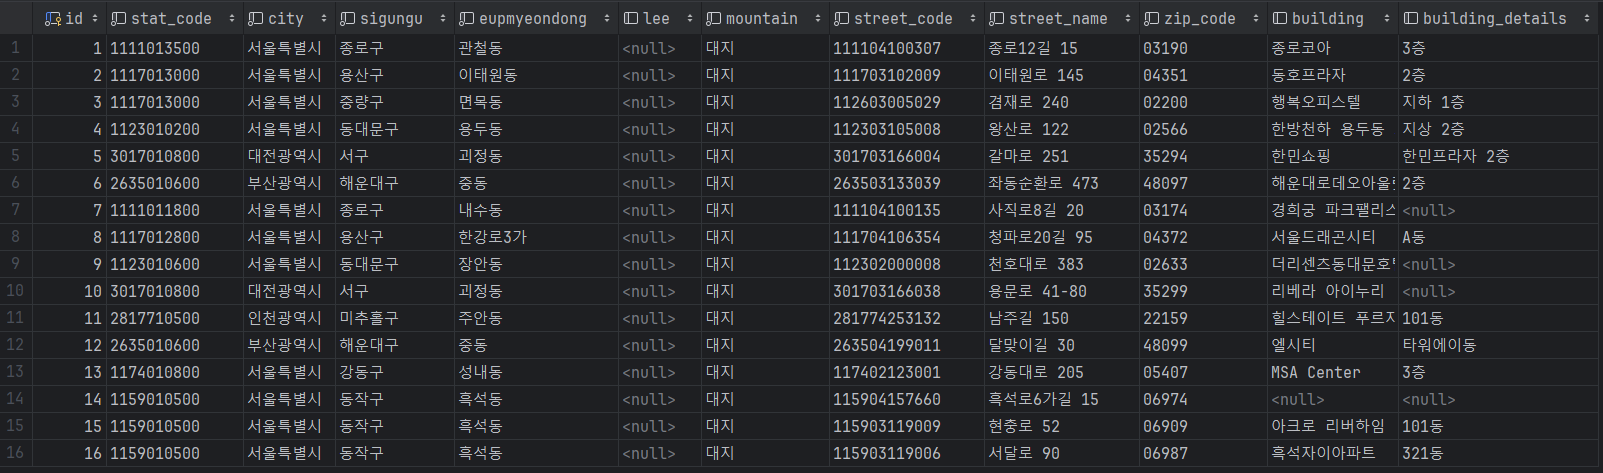 id stat_code city sigungu eupmyeondong lee mountain street_code street_name zip_code building building_details
1 1 1111013500 서울특별시 종로구 관철동 <null> 대지 111104100307 종로12길 15 03190 종로코아 3층
2 2 1117013000 서울특별시 용산구 이태원동 <null> 대지 111703102009 이태원로 145 04351 동호프라자 2층
3 3 1117013000 서울특별시 중랑구 면목동 <null> 대지 112603005029 겸재로 240 02200 행복오피스텔 지하 1층
4 4 1123010200 서울특별시 동대문구 용두동 <null> 대지 112303105008 왕산로 122 02566 한방천하 용두동 지상 2층
5 5 3017010800 대전광역시 서구 괴정동 <null> 대지 301703166004 갈마로 251 35294 한민쇼핑 한민프라자 2층
6 6 2635010600 부산광역시 해운대구 중동 <null> 대지 263503133039 좌동순환로 473 48097 해운대로데오아울렛 2층
7 7 1111011800 서울특별시 종로구 내수동 <null> 대지 111104100135 사직로8길 20 03174 경희궁 파크팰리스 <null>
8 8 1117012800 서울특별시 용산구 한강로3가 <null> 대지 111704106354 청파로20길 95 04372 서울드래곤시티 A동
9 9 1123010600 서울특별시 동대문구 장안동 <null> 대지 112302000008 천호대로 383 02633 더리센츠동대문호 <null>
10 10 3017010800 대전광역시 서구 괴정동 <null> 대지 301703166038 용문로 41-80 35299 리베라 아이누리 <null>
11 11 2817710500 인천광역시 미추홀구 주안동 <null> 대지 281774253132 남주길 150 22159 힐스테이트 푸르지 101동
12 12 2635010600 부산광역시 해운대구 중동 <null> 대지 263504199011 달맞이길 30 48099 엘시티 타워에이동
13 13 1174010800 서울특별시 강동구 성내동 <null> 대지 117402123001 강동대로 205 05407 MSA Center 3층
14 14 1159010500 서울특별시 동작구 흑석동 <null> 대지 115904157660 흑석로6가길 15 06974 <null> <null>
15 15 1159010500 서울특별시 동작구 흑석동 <null> 대지 115903119009 현충로 52 06909 아크로 리버하임 101동
16 16 1159010500 서울특별시 동작구 흑석동 <null> 대지 115903119006 서달로 90 06987 흑석자이아파트 321동